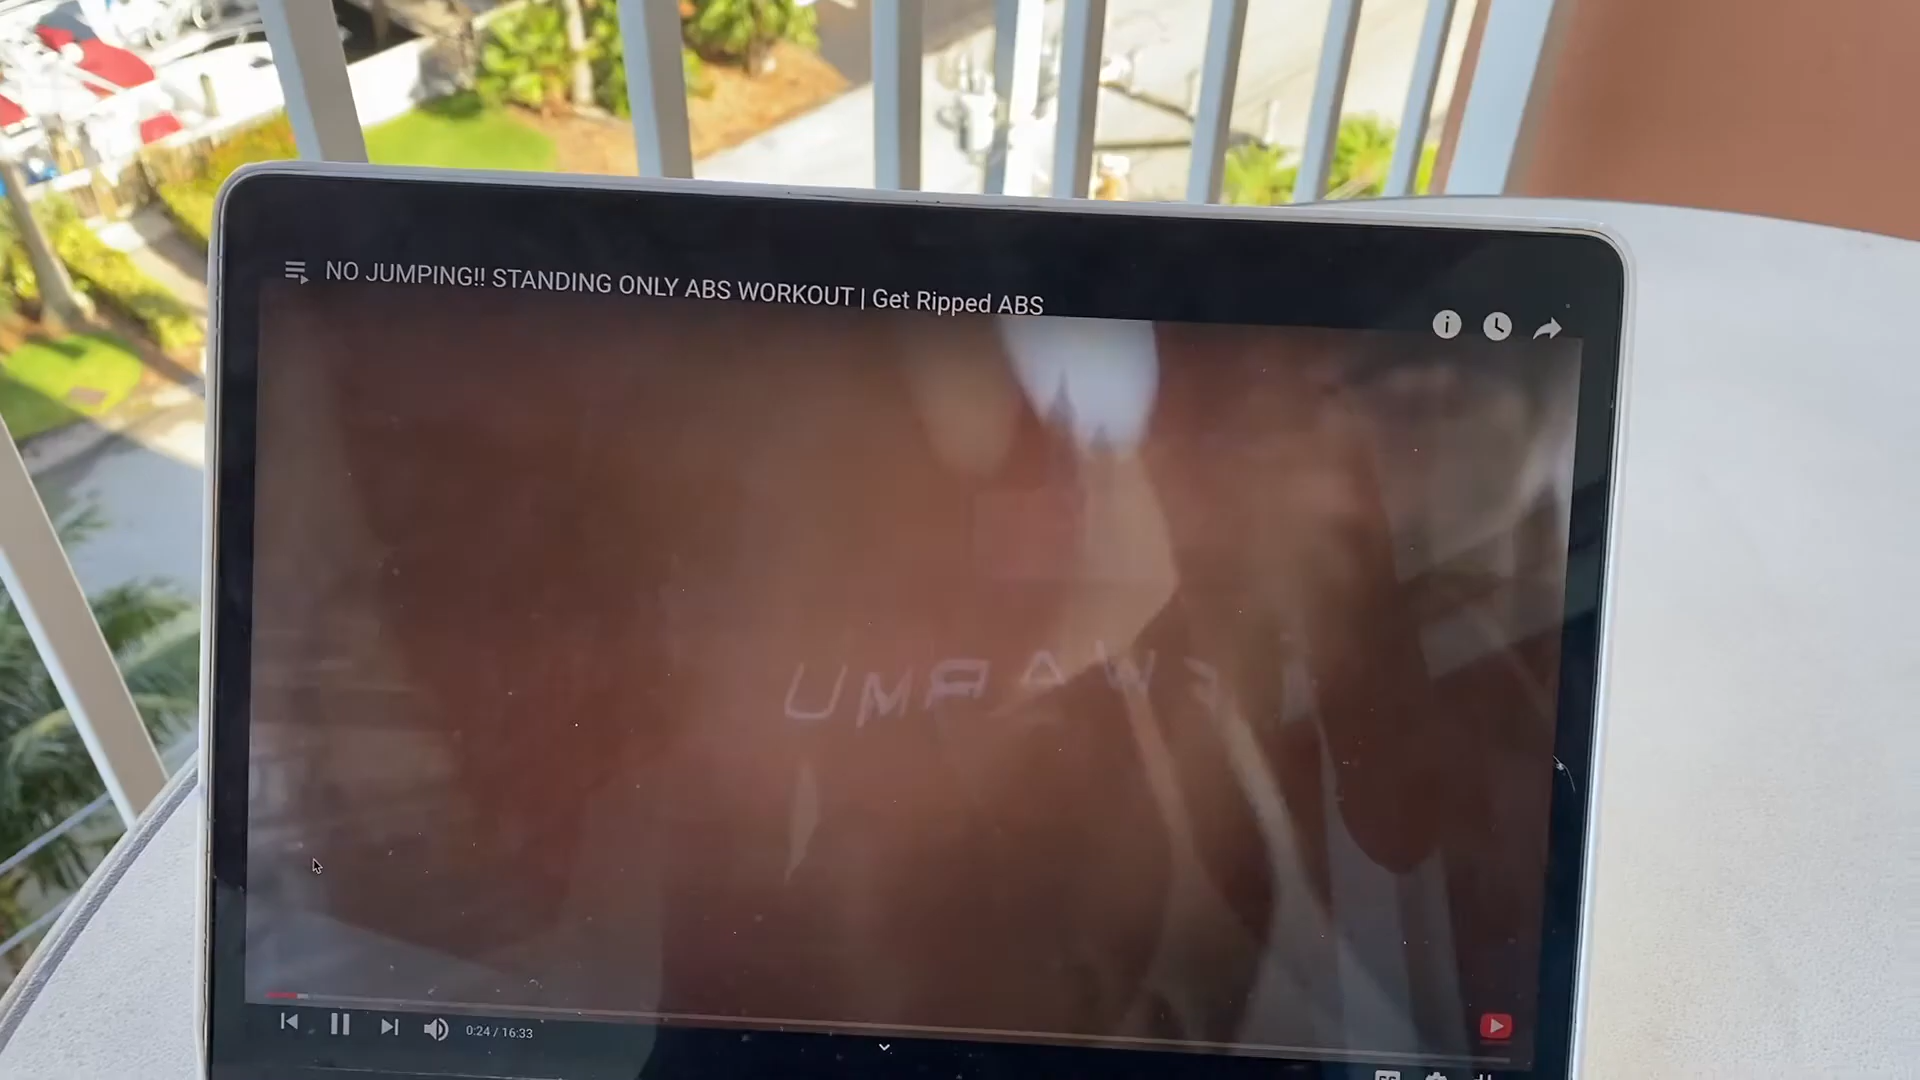 NO JUMPING!! STANDING ONLY ABS WORKOUT | Get Ripped ABS
0:24 / 16:33